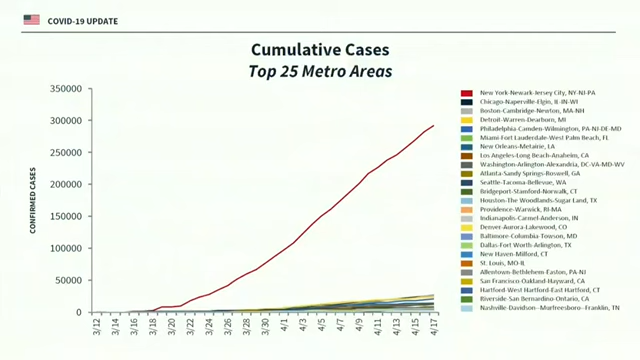 COVID-19 UPDATE
Cumulative Cases
Top 25 Metro Areas
350000
300000
250000
200000
150000
100000
50000
0
CONFIRMED CASES
3/12
3/14
3/16
3/18
3/20
3/22
3/24
3/26
3/28
3/30
4/1
4/3
4/5
4/7
4/9
4/11
4/13
4/15
4/17
New York-Newark-Jersey City, NY-NJ-PA
Chicago-Naperville-Elgin, IL-IN-WI
Boston-Cambridge-Newton, MA-NH
Detroit-Warren-Dearborn, MI
Philadelphia-Camden-Wilmington, PA-NJ-DE-MD
Miami-Fort Lauderdale-West Palm Beach, FL
New Orleans-Metairie, LA
Los Angeles-Long Beach-Anaheim, CA
Washington-Arlington-Alexandria, DC-VA-MD-WV
Atlanta-Sandy Springs-Roswell, GA
Seattle-Tacoma-Bellevue, WA
Bridgeport-Stamford-Norwalk, CT
Houston-The Woodlands-Sugar Land, TX
Providence-Warwick, RI-MA
Indianapolis-Carmel-Anderson, IN
Denver-Aurora-Lakewood, CO
Baltimore-Columbia-Towson, MD
Dallas-Fort Worth-Arlington, TX
New Haven-Milford, CT
St. Louis, MO-IL
Allentown-Bethlehem-Easton, PA-NJ
San Francisco-Oakland-Hayward, CA
Hartford-West Hartford-East Hartford, CT
Riverside-San Bernardino-Ontario, CA
Nashville-Davidson--Murfreesboro--Franklin, TN